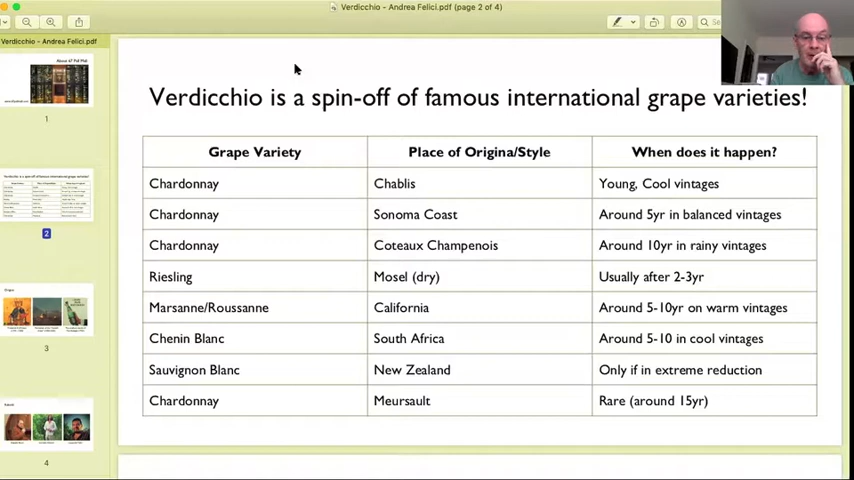 Verdicchio - Andrea Felici.pdf (page 2 of 4)
Verdicchio - Andrea Felici.pdf
About 67 Pall Mall
1
2
3
4
Verdicchio is a spin-off of famous international grape varieties!
Grape Variety Place of Origina/Style When does it happen?
Chardonnay Chablis Young, Cool vintages
Chardonnay Sonoma Coast Around 5yr in balanced vintages
Chardonnay Coteaux Champenois Around 10yr in rainy vintages
Riesling Mosel (dry) Usually after 2-3yr
Marsanne/Roussanne California Around 5-10yr on warm vintages
Chenin Blanc South Africa Around 5-10 in cool vintages
Sauvignon Blanc New Zealand Only if in extreme reduction
Chardonnay Meursault Rare (around 15yr)